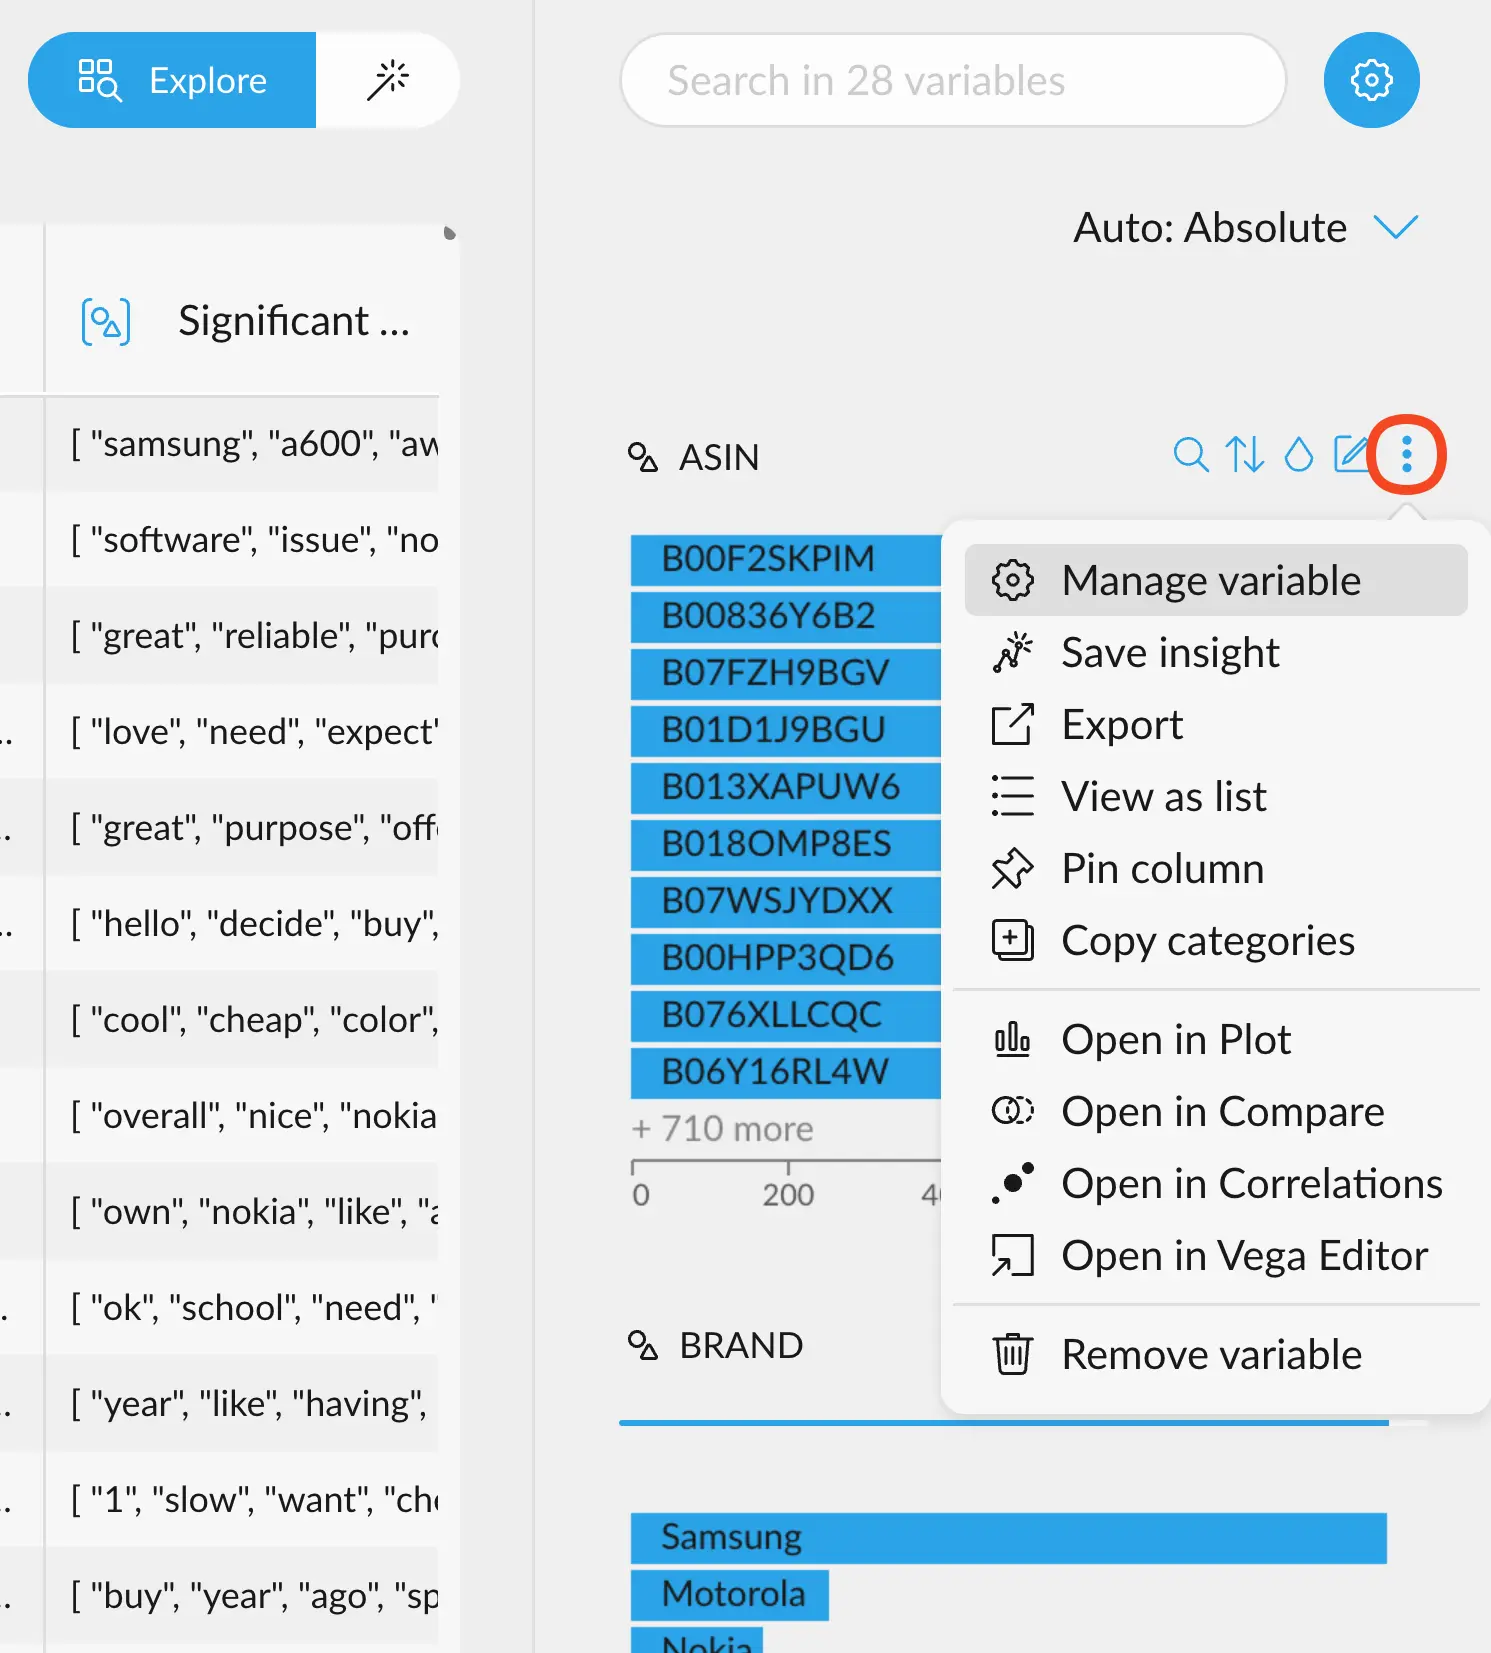 Explore
Search in 28 variables
Auto: Absolute
Significant ...
[ "samsung", "a600", "aw
[ "software", "issue", "no
[ "great", "reliable", "purc
[ "love", "need", "expect"
[ "great", "purpose", "offe
[ "hello", "decide", "buy",
[ "cool", "cheap", "color",
[ "overall", "nice", "nokia
[ "own", "nokia", "like", "a
[ "ok", "school", "need", "
[ "year", "like", "having",
[ "1", "slow", "want", "che
[ "buy", "year", "ago", "sp
ASIN
B00F2SKPIM
B00836Y6B2
B07FZH9BGV
B01D1J9BGU
B013XAPUW6
B018OMP8ES
B07WSJYDXX
B00HPP3QD6
B076XLLCQC
B06Y16RL4W
+ 710 more
0 200 40
Manage variable
Save insight
Export
View as list
Pin column
Copy categories
Open in Plot
Open in Compare
Open in Correlations
Open in Vega Editor
Remove variable
BRAND
Samsung
Motorola
Nokia